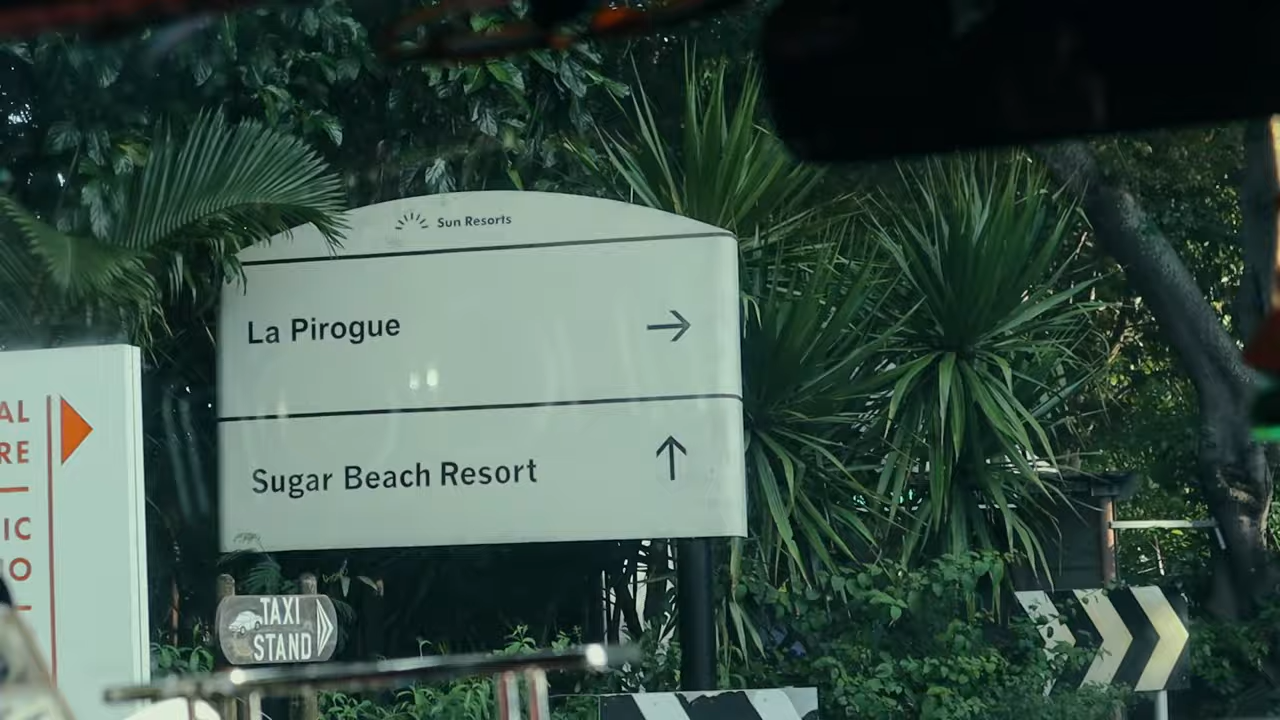 Sun Resorts
La Pirogue
Sugar Beach Resort
TAXI
STAND